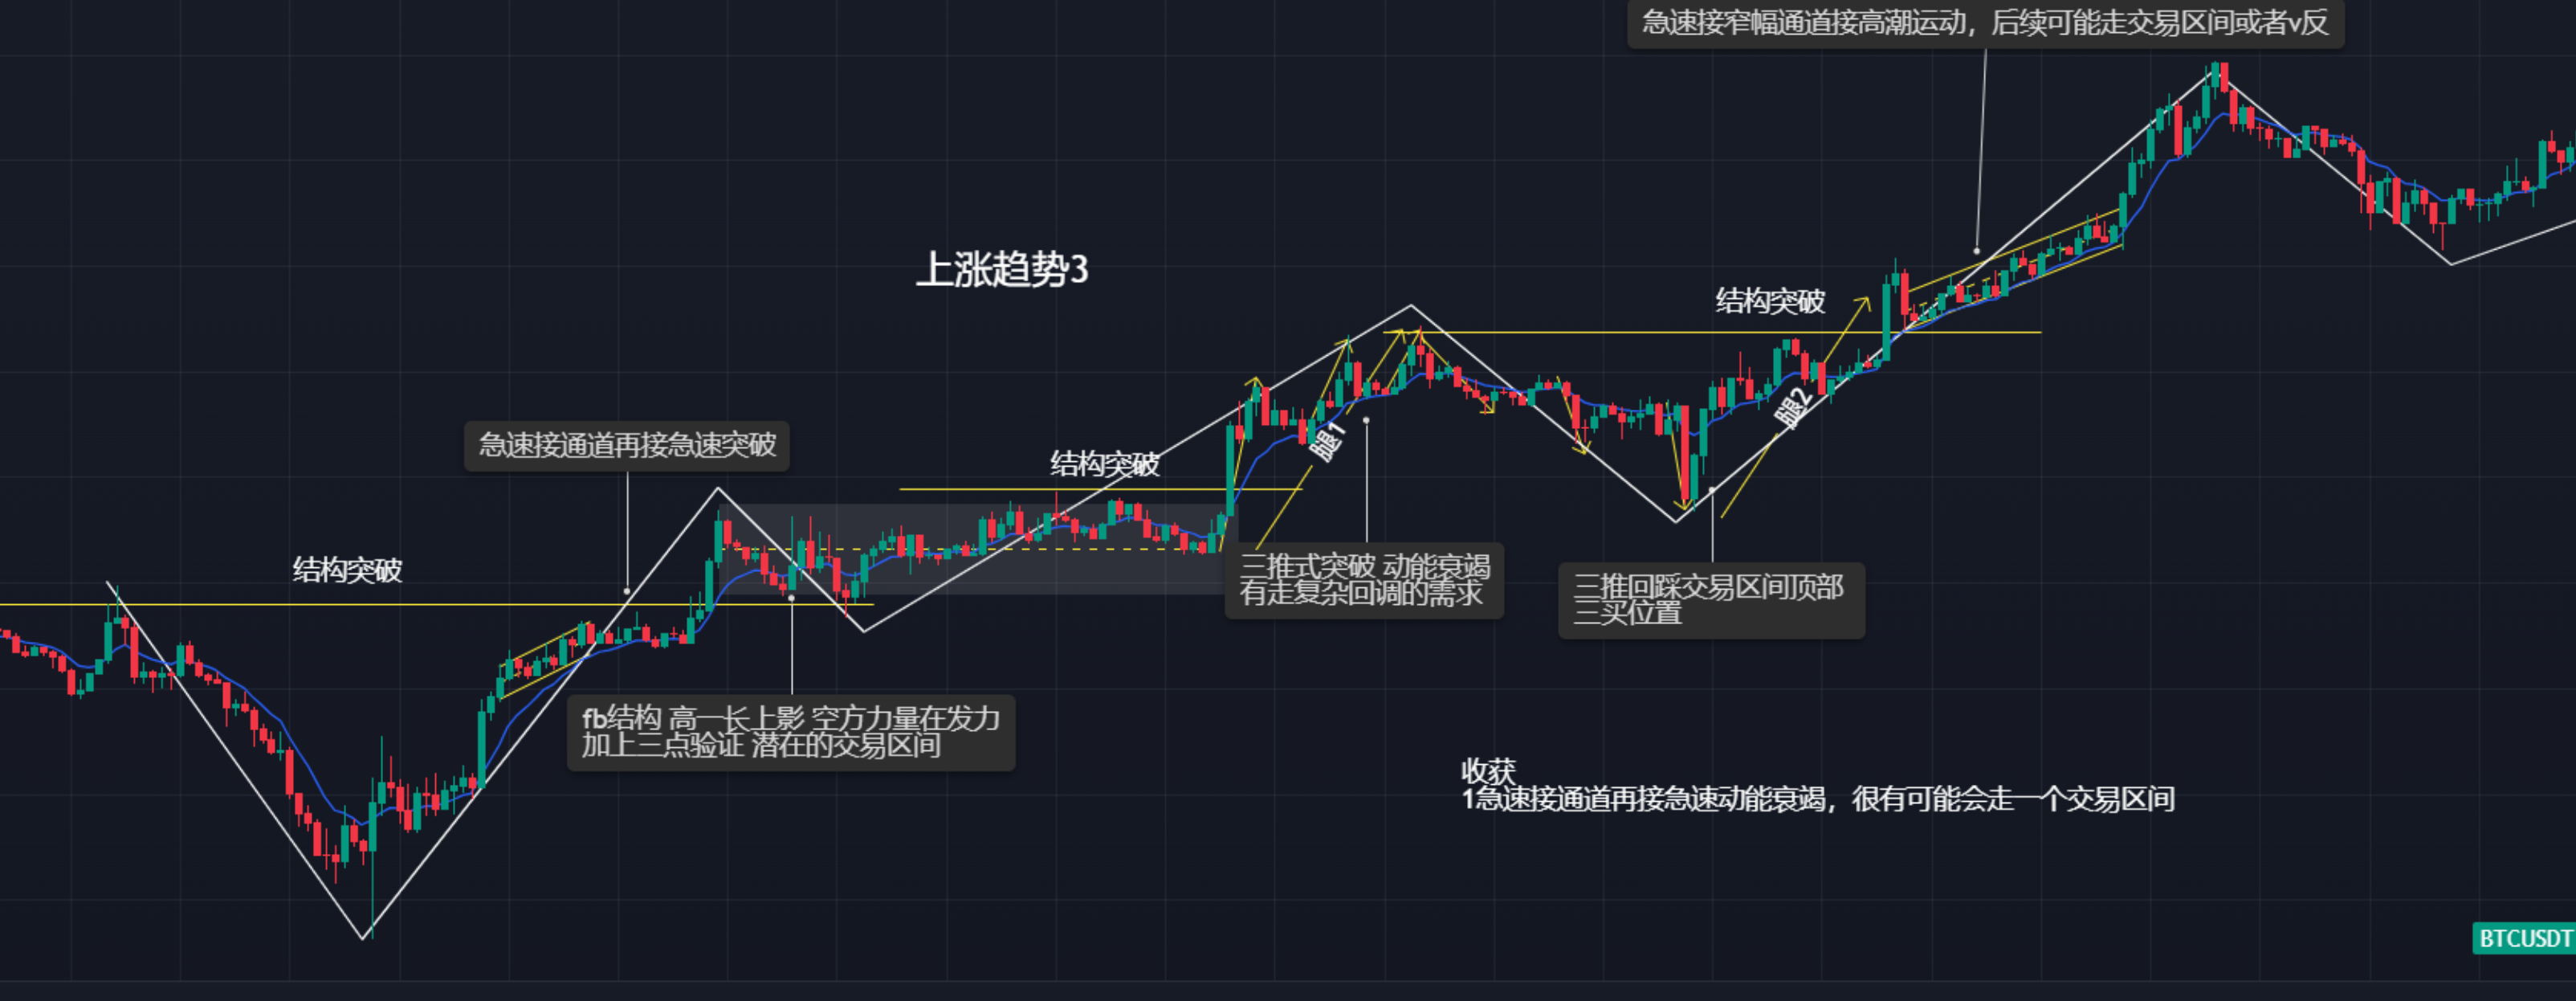 急速接窄幅通道接高潮运动，后续可能走交易区间或者v反
上涨趋势3
结构突破
急速接通道再接急速突破
结构突破
腿1
腿2
结构突破
三推式突破 动能衰竭
有走复杂回调的需求
三推回踩交易区间顶部
三买位置
fb结构 高一长上影 空方力量在发力
加上三点验证 潜在的交易区间
收获
1急速接通道再接急速动能衰竭，很有可能会走一个交易区间
BTCUSDT